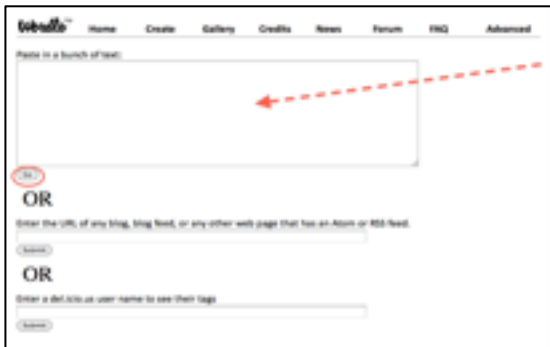 Wordle™ Home Create Gallery Credits News Forum FAQ Advanced
Paste in a bunch of text:
Go
OR
Enter the URL of any blog, blog feed, or any other web page that has an Atom or RSS feed.
Submit
OR
Enter a del.icio.us user name to see their tags
Submit